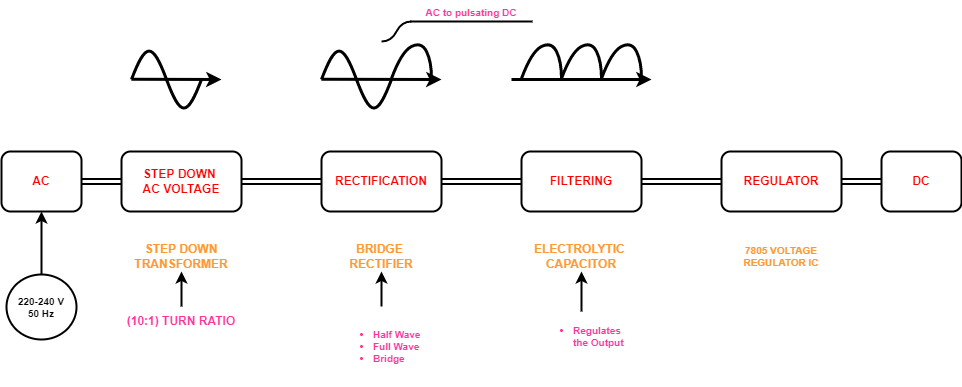 AC to pulsating DC
AC
STEP DOWN
AC VOLTAGE
RECTIFICATION
FILTERING
REGULATOR
DC
STEP DOWN
TRANSFORMER
BRIDGE
RECTIFIER
ELECTROLYTIC
CAPACITOR
7805 VOLTAGE
REGULATOR IC
220-240 V
50 Hz
(10:1) TURN RATIO
• Half Wave
• Full Wave
• Bridge
• Regulates
the Output